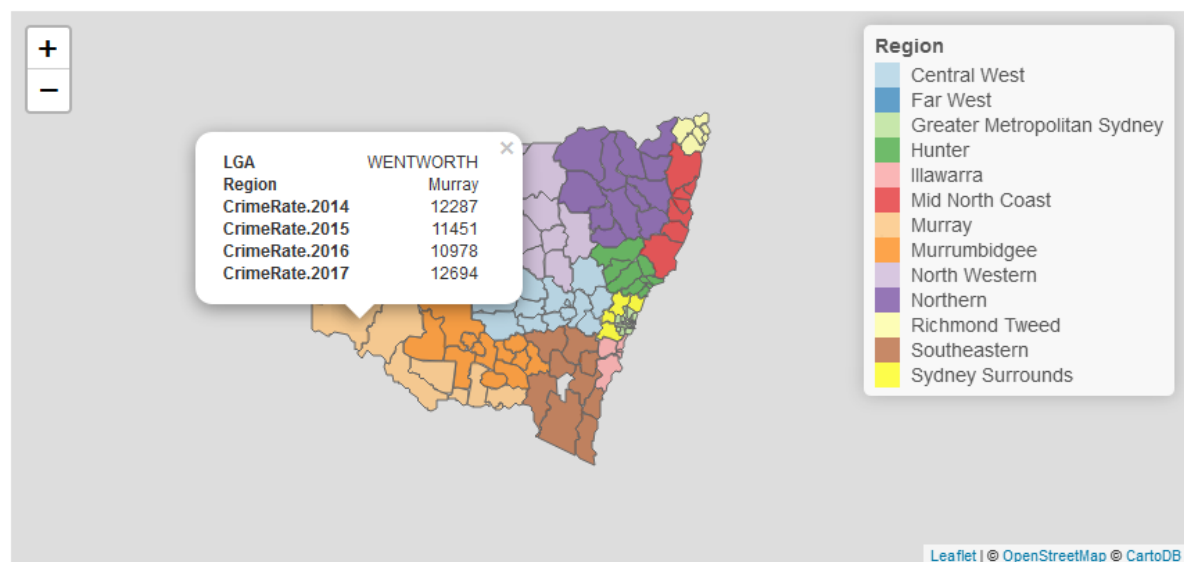 +
−
×
LGA WENTWORTH
Region Murray
CrimeRate.2014 12287
CrimeRate.2015 11451
CrimeRate.2016 10978
CrimeRate.2017 12694
Region
Central West
Far West
Greater Metropolitan Sydney
Hunter
Illawarra
Mid North Coast
Murray
Murrumbidgee
North Western
Northern
Richmond Tweed
Southeastern
Sydney Surrounds
Leaflet | © OpenStreetMap © CartoDB